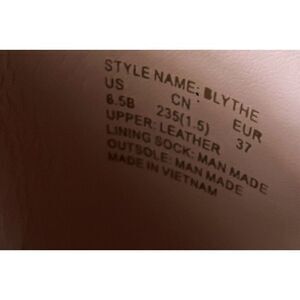 STYLE NAME: BLYTHE
US CN EUR
6.5B 235(1.5) 37
UPPER: LEATHER
LINING SOCK: MAN MADE
OUTSOLE: MAN MADE
MADE IN VIETNAM